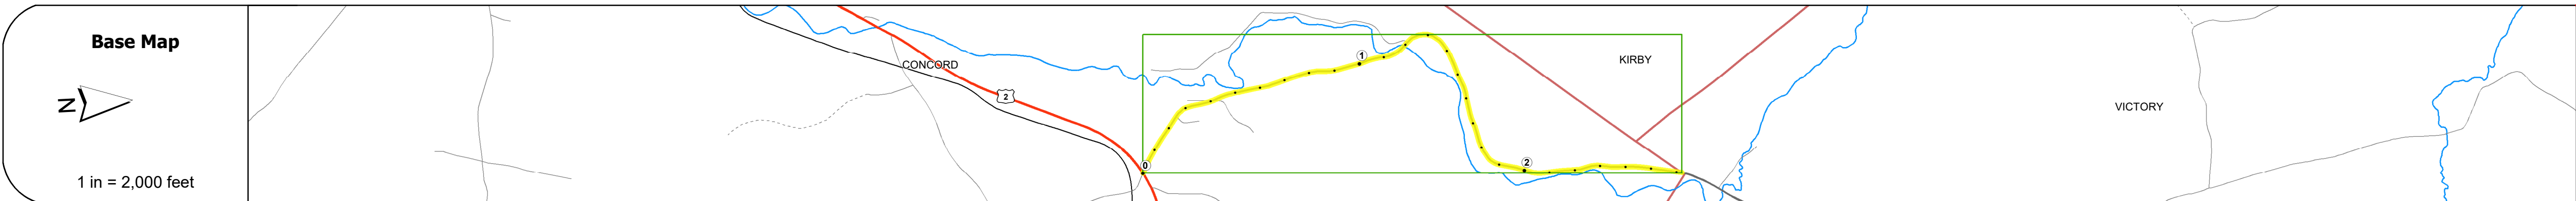 Base Map
N
1 in = 2,000 feet
CONCORD
2
0
1
2
KIRBY
VICTORY